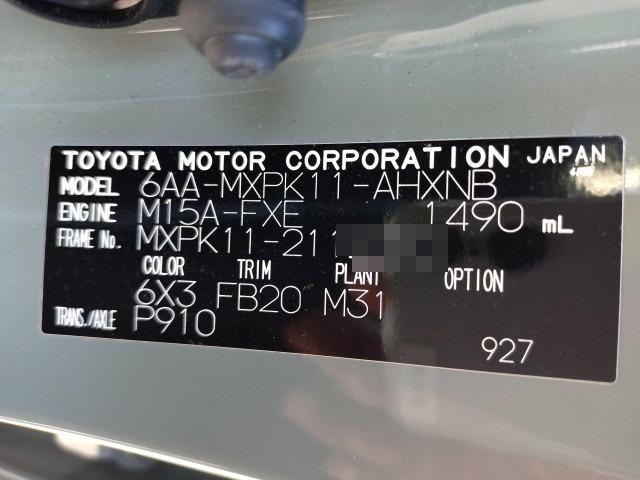 TOYOTA MOTOR CORPORATION JAPAN
MODEL 6AA-MXPK11-AHXNB
ENGINE M15A-FXE 1490 mL
FRAME No. MXPK11-211
COLOR TRIM PLANT OPTION
6X3 FB20 M31
TRANS./AXLE P910
927